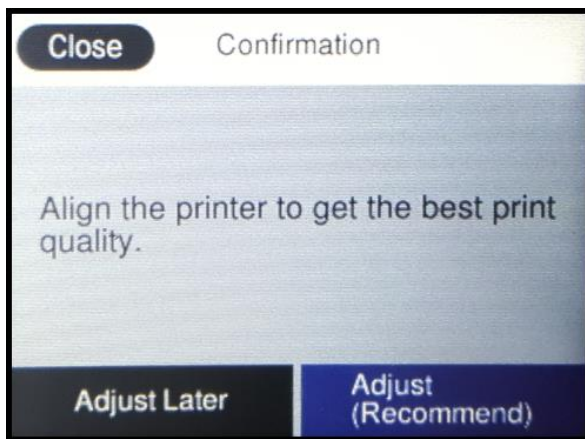 Close
Confirmation
Align the printer to get the best print
quality.
Adjust Later
Adjust
(Recommend)